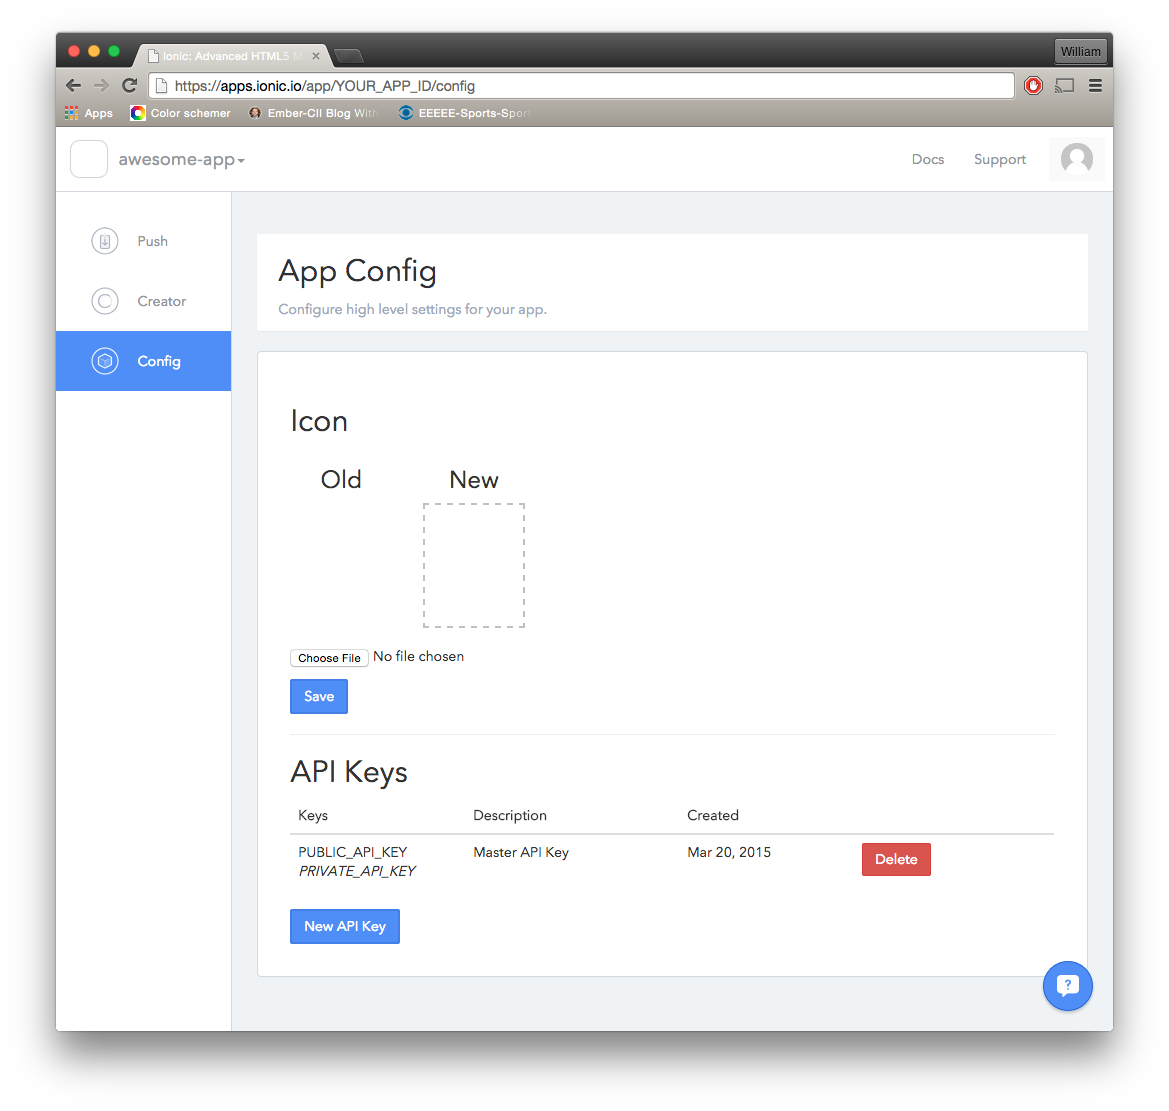 Ionic: Advanced HTML5 M
William
https://apps.ionic.io/app/YOUR_APP_ID/config
Apps
Color schemer
Ember-Cll Blog With
EEEEE-Sports-Sport
awesome-app
Docs
Support
Push
Creator
Config
App Config
Configure high level settings for your app.
Icon
Old New
Choose File No file chosen
Save
API Keys
Keys Description Created
PUBLIC_API_KEY Master API Key Mar 20, 2015 Delete
PRIVATE_API_KEY
New API Key
?